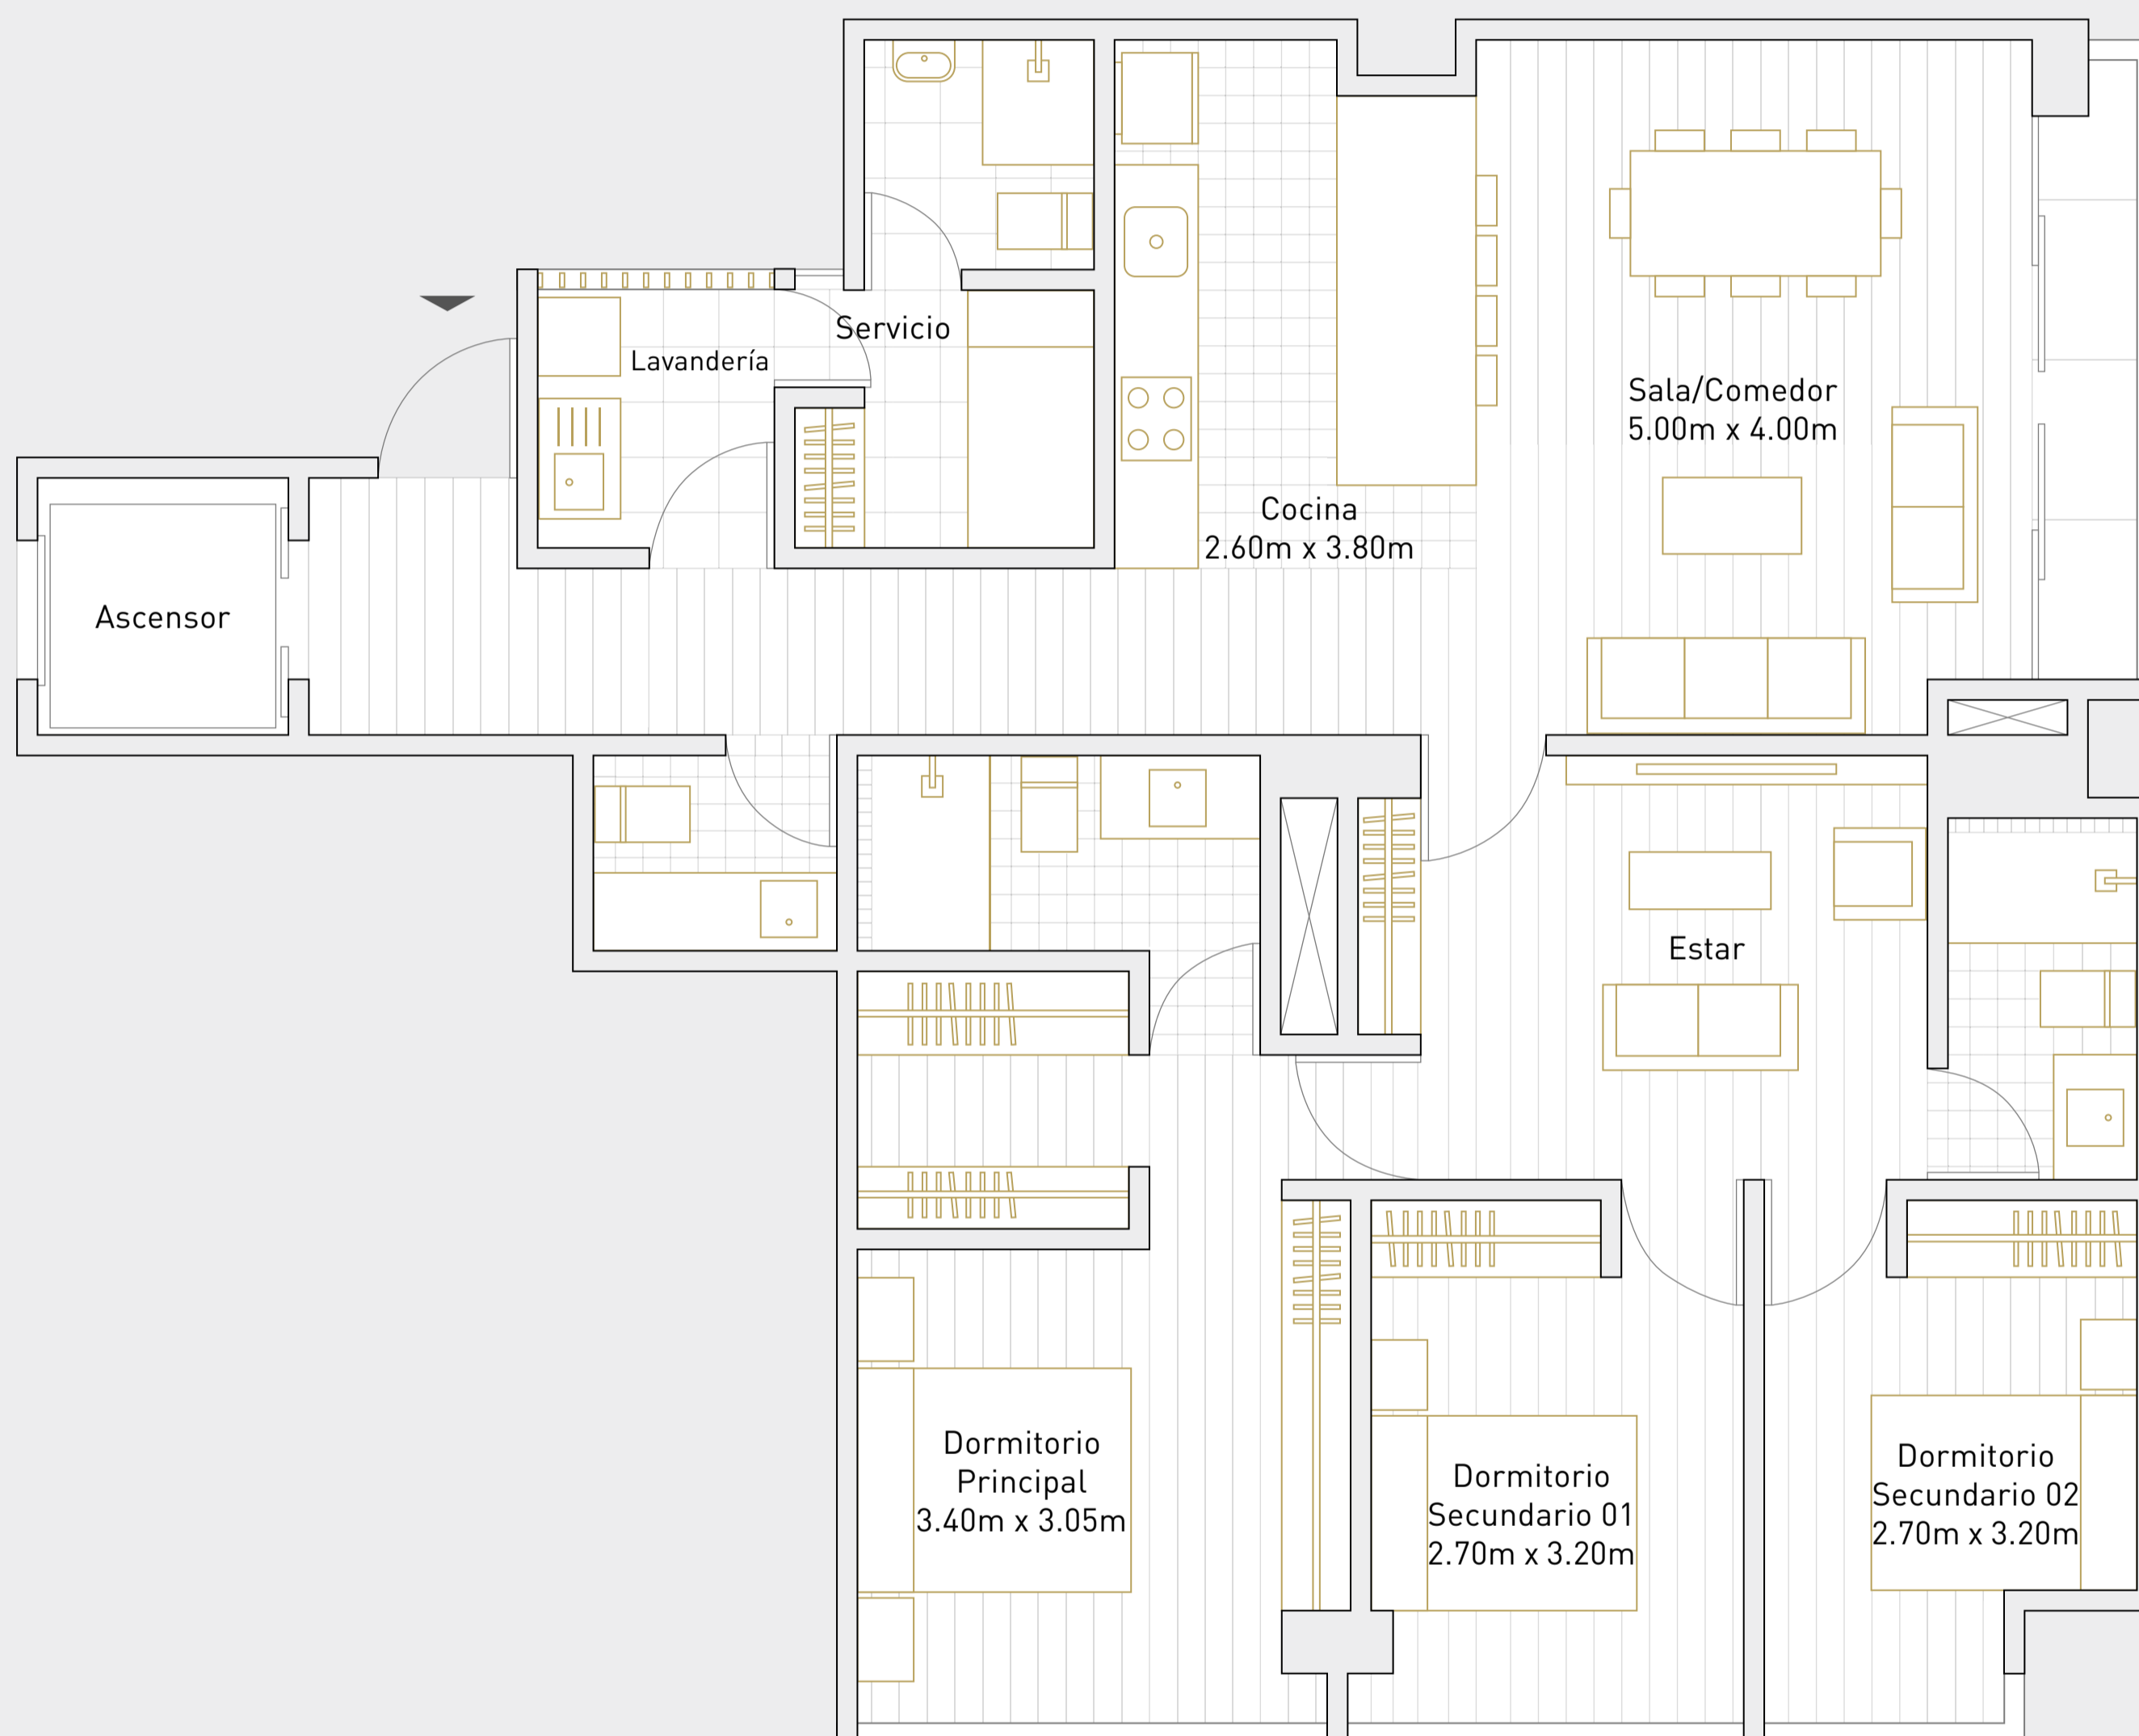 Servicio
Lavandería
Sala/Comedor
5.00m x 4.00m
Cocina
2.60m x 3.80m
Ascensor
Estar
Dormitorio
Principal
3.40m x 3.05m
Dormitorio
Secundario 01
2.70m x 3.20m
Dormitorio
Secundario 02
2.70m x 3.20m